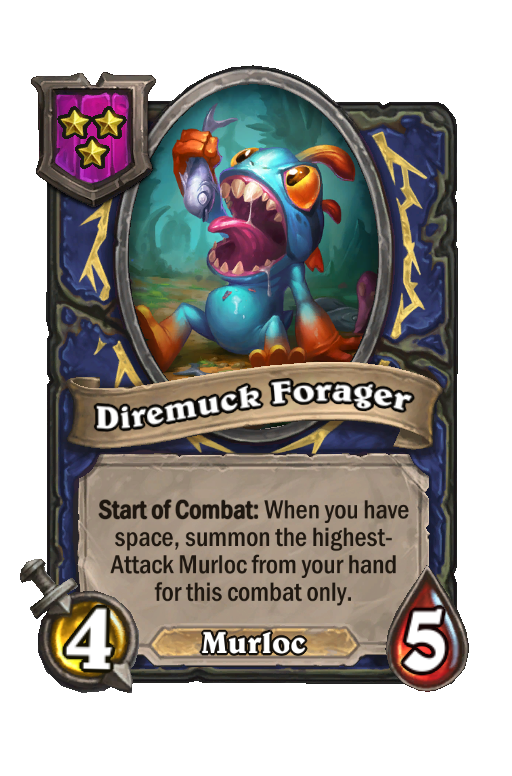 Diremuck Forager
Start of Combat: When you have
space, summon the highest-
Attack Murloc from your hand
for this combat only.
4
Murloc
5